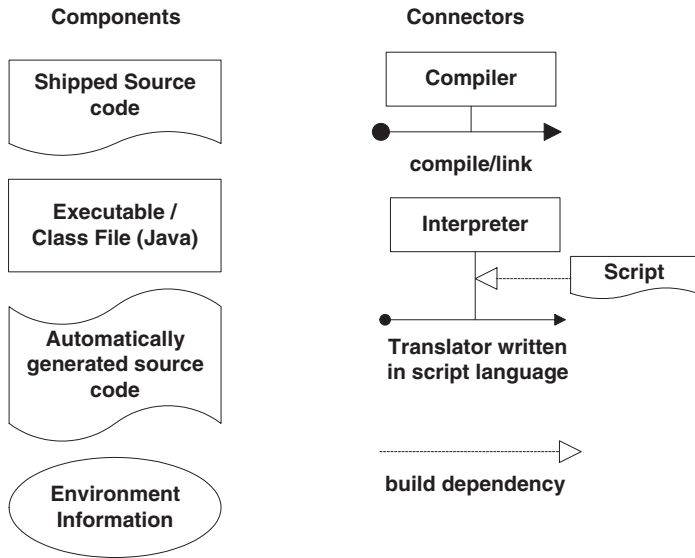 Components
Shipped Source
code
Executable /
Class File (Java)
Automatically
generated source
code
Environment
Information
Connectors
Compiler
compile/link
Interpreter
Script
Translator written
in script language
build dependency